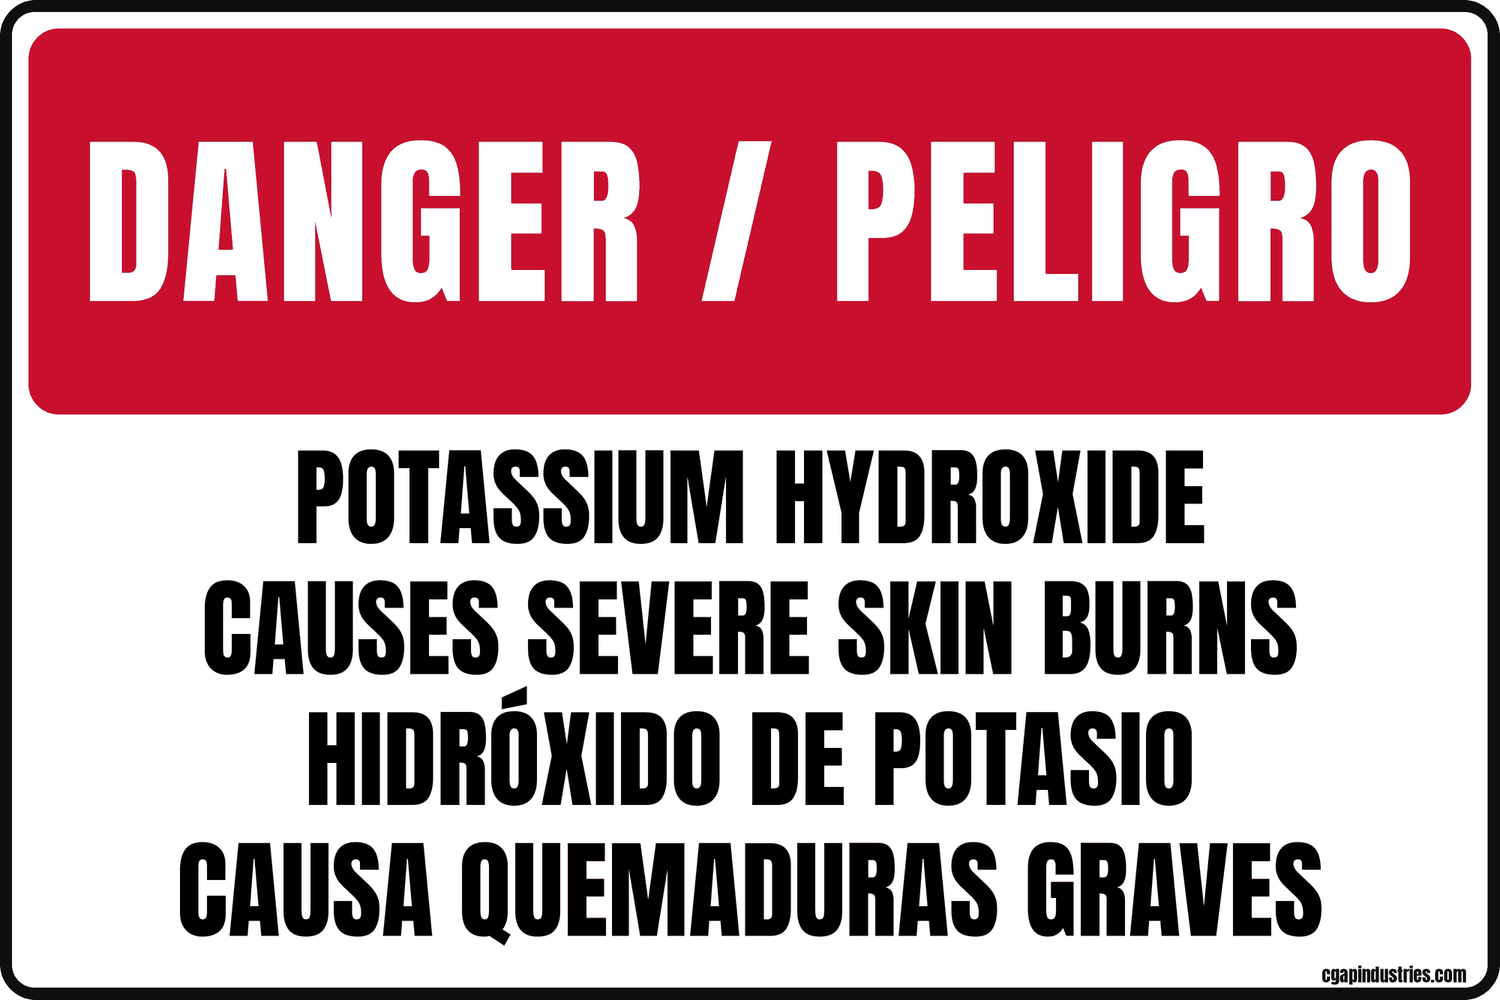 DANGER / PELIGRO
POTASSIUM HYDROXIDE
CAUSES SEVERE SKIN BURNS
HIDRÓXIDO DE POTASIO
CAUSA QUEMADURAS GRAVES
cgapindustries.com